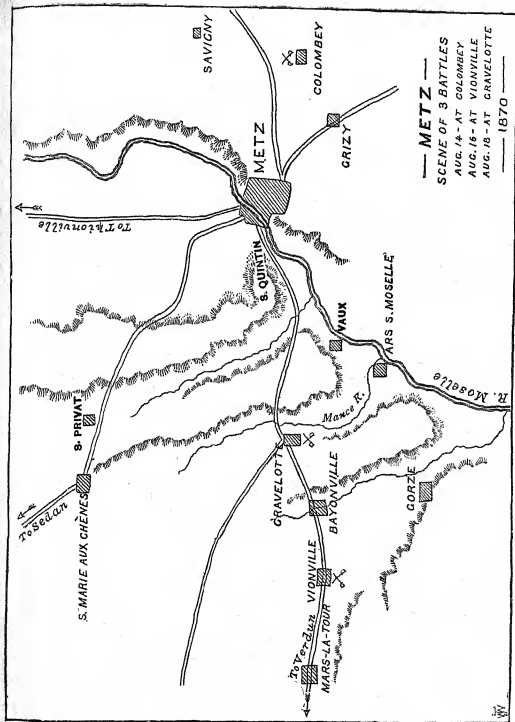 METZ
SCENE OF 3 BATTLES
AUG. 14 - AT COLOMBEY
AUG. 16 - AT VIONVILLE
AUG. 18 - AT GRAVELOTTE
1870
SAVIGNY
COLOMBEY
GRIZY
METZ
To Thionville
S. QUINTIN
VAUX
ARS S. MOSELLE
R. Moselle
Mance R.
S. PRIVAT
S. MARIE AUX CHÊNES
To Sedan
GRAVELOTTE
BAYONVILLE
GORZE
VIONVILLE
To Verdun
MARS-LA-TOUR